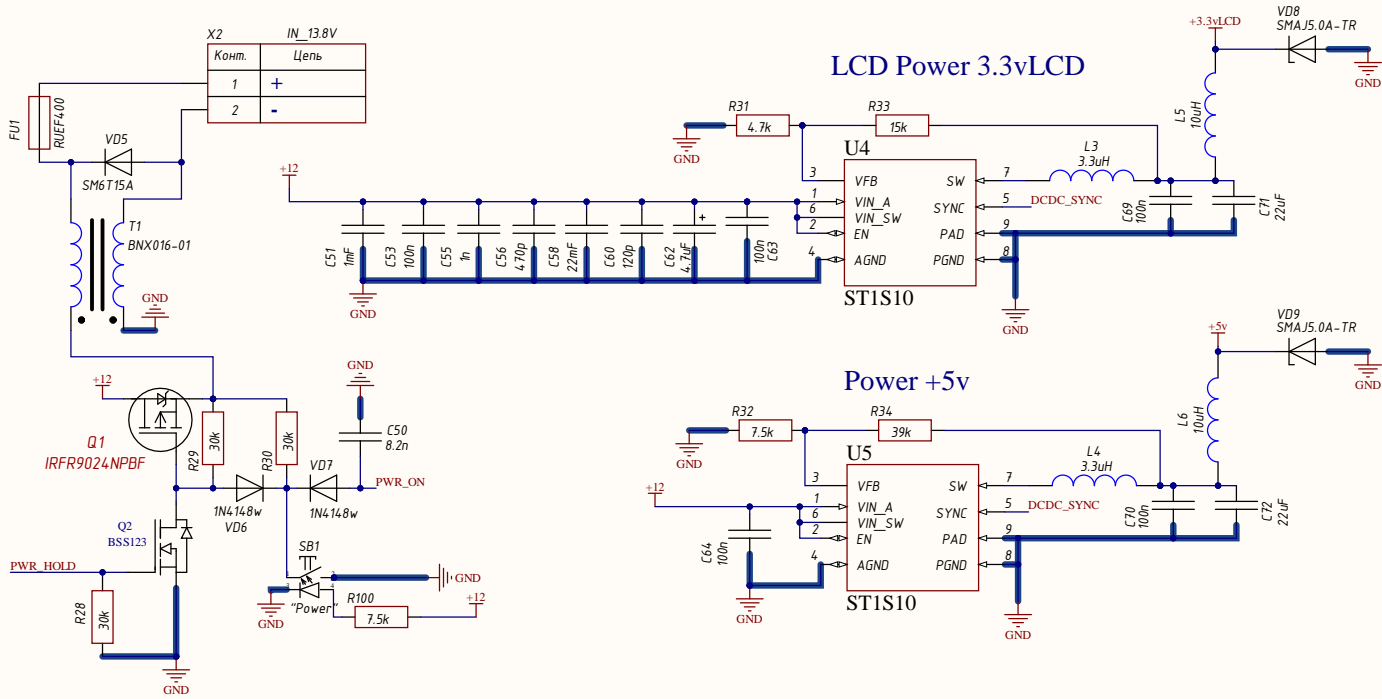 X2 IN_13.8V
Конт. Цепь
1 +
2 -
FU1
RUEF400
VD5
SM6T15A
T1
BNX016-01
GND
+12
Q1
IRFR9024NPBF
R29
30k
R30
30k
GND
C50
8.2n
VD7
1N4148w
PWR_ON
1N4148w
VD6
Q2
BSS123
PWR_HOLD
R28
30k
GND
SB1
1 2
3 4
"Power"
GND
GND
R100
7.5k
+12
LCD Power 3.3vLCD
+12
C51
1mF
C53
100n
C55
1n
C56
470p
C58
22mF
C60
120p
C62
4.7uF
+
C63
100n
GND
GND
R31
4.7k
R33
15k
U4
3 VFB
1 VIN_A
6 VIN_SW
2 EN
4 AGND
SW 7
SYNC 5
PAD 9
PGND 8
ST1S10
DCDC_SYNC
L3
3.3uH
C69
100n
C71
22uF
L5
10uH
+3.3vLCD
VD8
SMAJ5.0A-TR
GND
GND
Power +5v
GND
R32
7.5k
R34
39k
U5
3 VFB
1 VIN_A
6 VIN_SW
2 EN
4 AGND
SW 7
SYNC 5
PAD 9
PGND 8
ST1S10
+12
C64
100n
GND
DCDC_SYNC
L4
3.3uH
C70
100n
C72
22uF
L6
10uH
+5v
VD9
SMAJ5.0A-TR
GND
GND